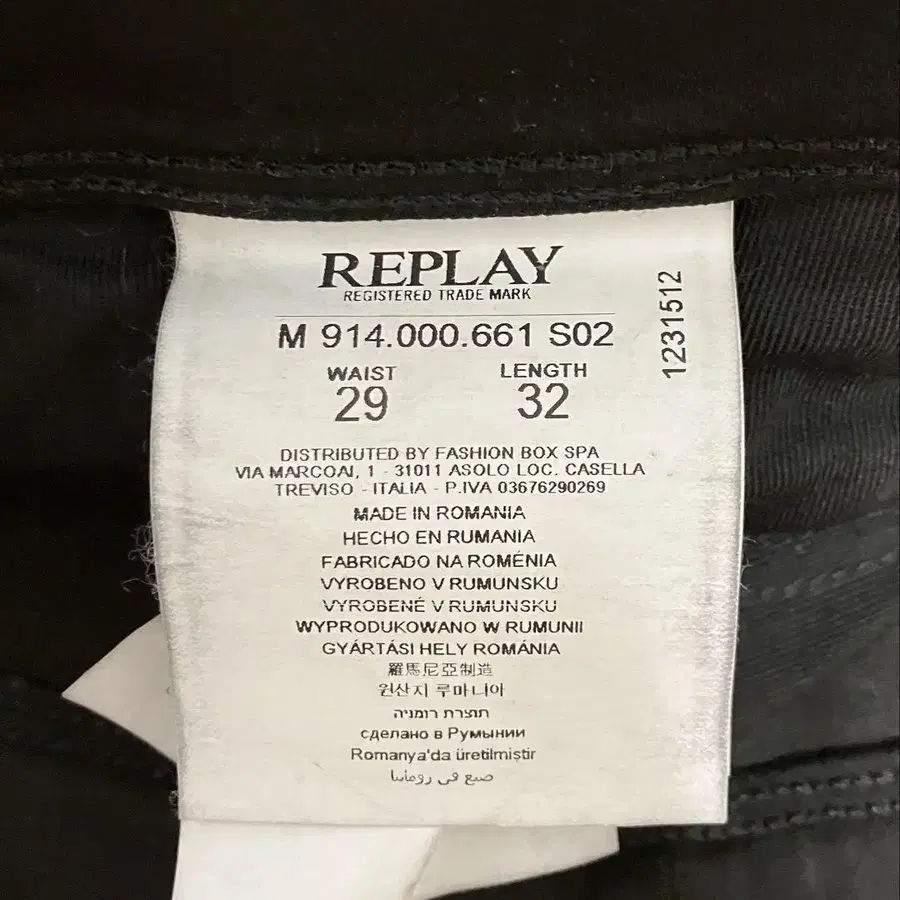 REPLAY
REGISTERED TRADE MARK
M 914.000.661 S02
1231512
WAIST LENGTH
29 32
DISTRIBUTED BY FASHION BOX SPA
VIA MARCOAI, 1 - 31011 ASOLO LOC. CASELLA
TREVISO - ITALIA - P.IVA 03676290269
MADE IN ROMANIA
HECHO EN RUMANIA
FABRICADO NA ROMÉNIA
VYROBENO V RUMUNSKU
VYROBENÉ V RUMUNSKU
WYPRODUKOWANO W RUMUNII
GYÁRTÁSI HELY ROMÁNIA
羅馬尼亞制造
원산지 루마니아
תוצרת רומניה
сделано в Румынии
Romanya'da üretilmiştir
صنع في رومانيا